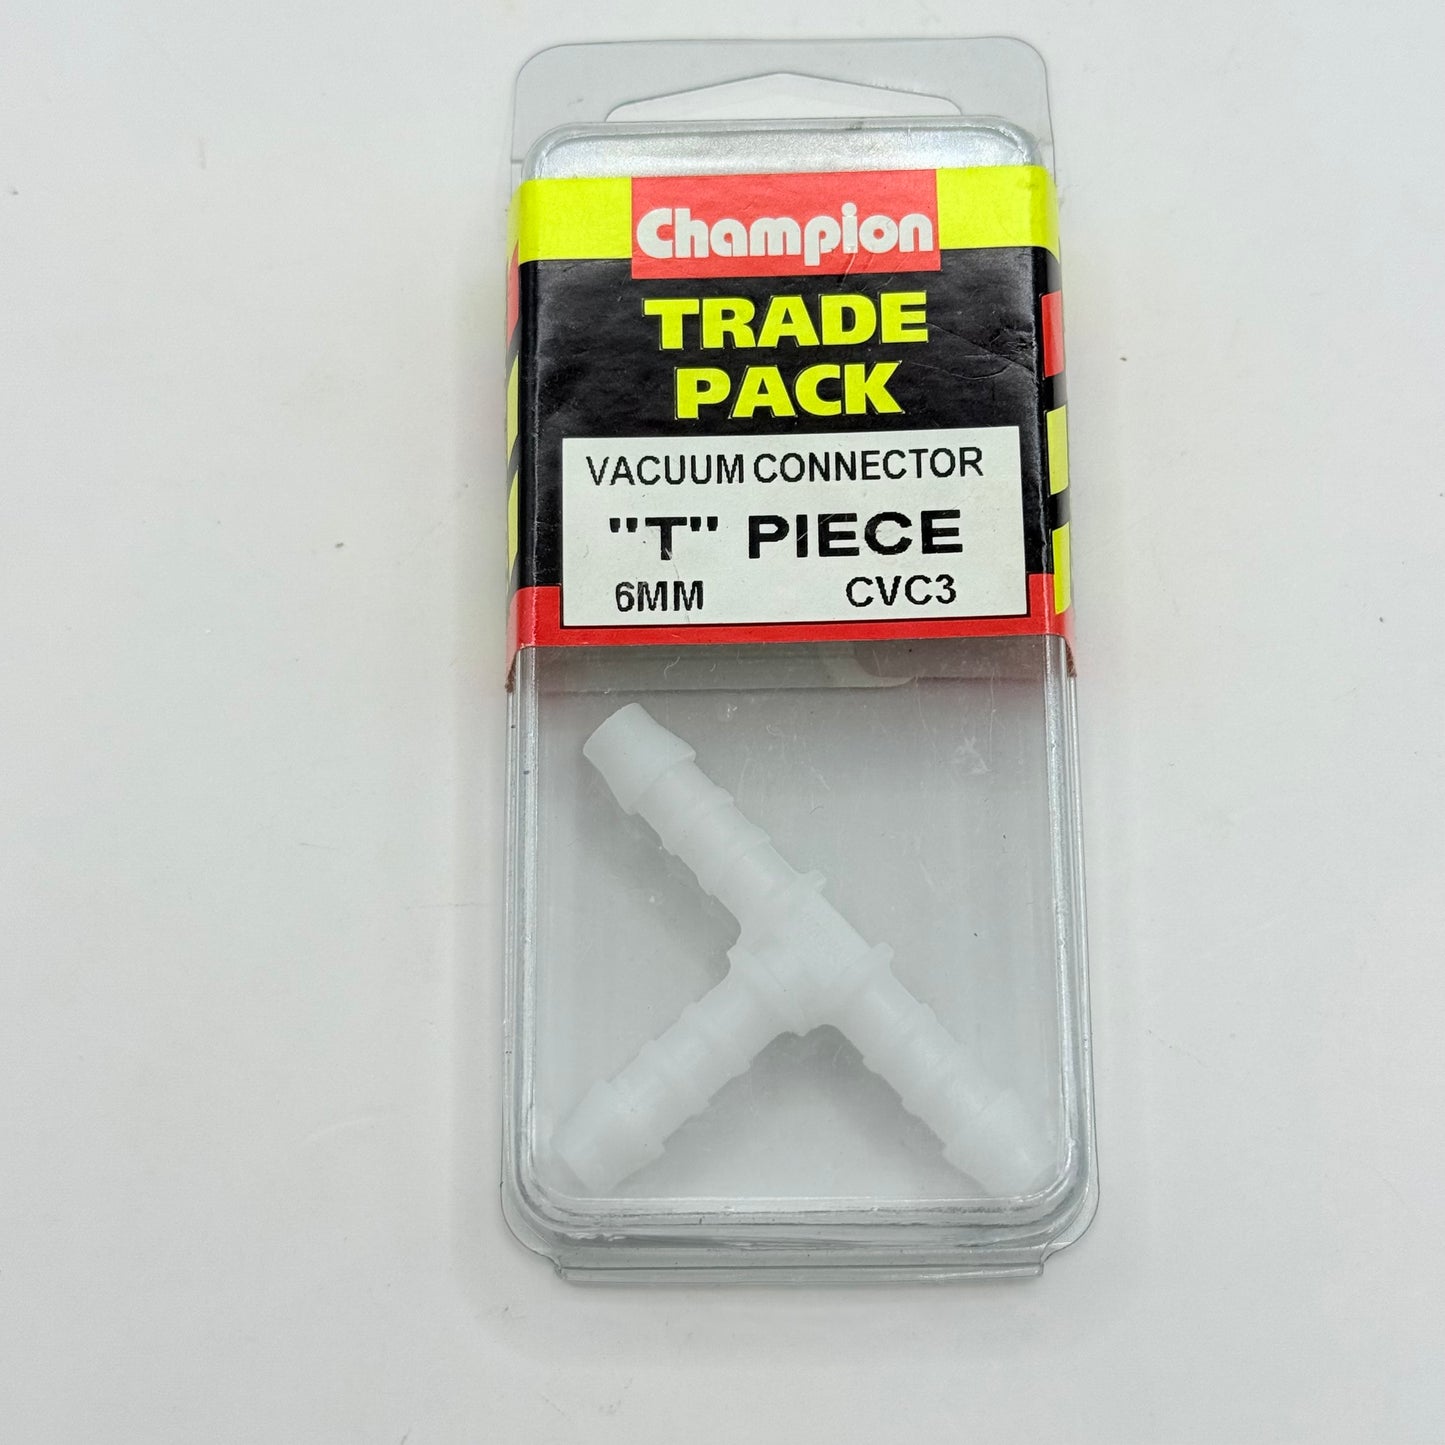 Champion
TRADE
PACK
VACUUM CONNECTOR
"T" PIECE
6MM CVC3